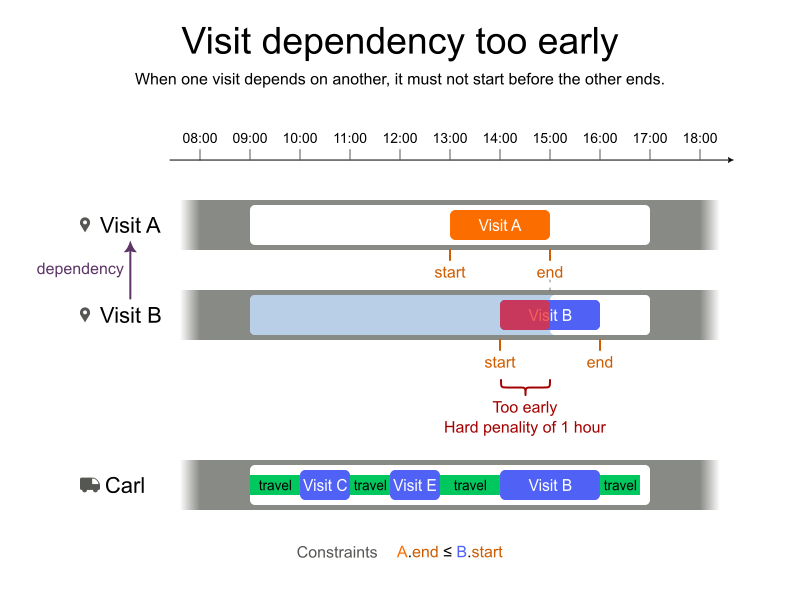 Visit dependency too early
When one visit depends on another, it must not start before the other ends.
08:00 09:00 10:00 11:00 12:00 13:00 14:00 15:00 16:00 17:00 18:00
Visit A
Visit A
start
end
dependency
Visit B
Visit B
start
end
Too early
Hard penality of 1 hour
Carl
travel Visit C travel Visit E travel Visit B travel
Constraints A.end ≤ B.start